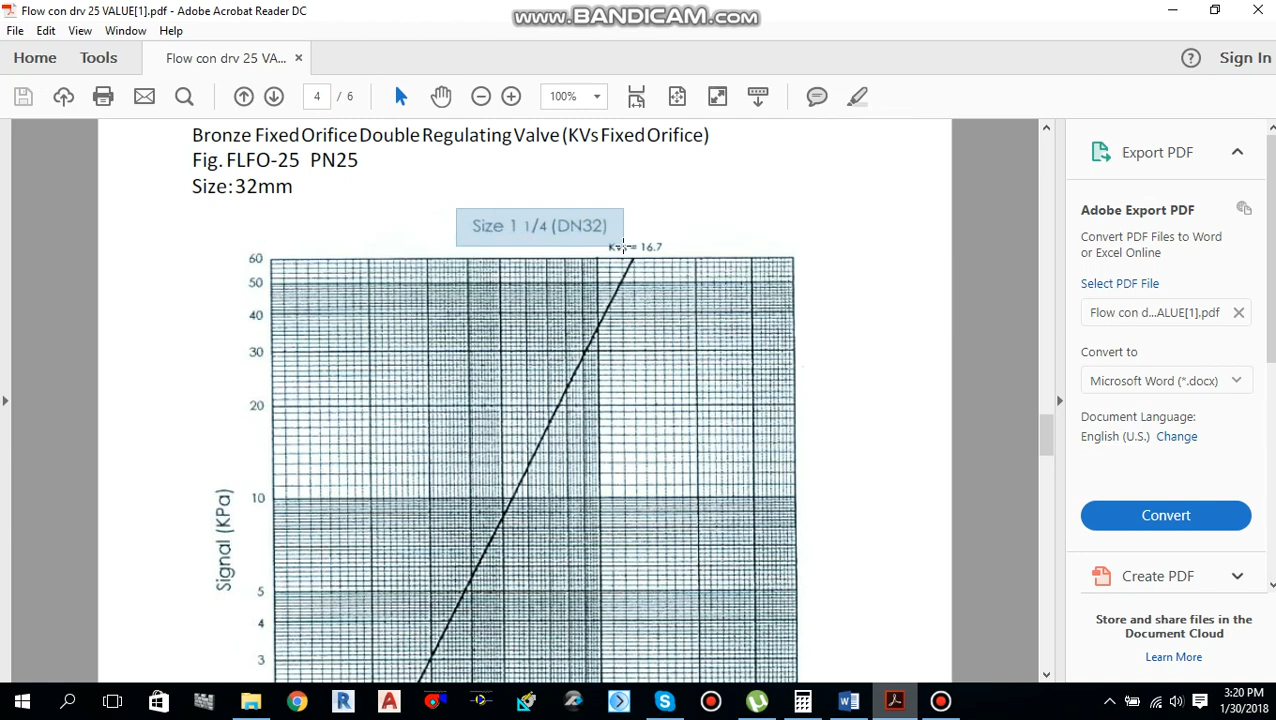 Flow con drv 25 VALUE[1].pdf - Adobe Acrobat Reader DC
www.BANDICAM.com
File Edit View Window Help
Home Tools Flow con drv 25 VA... × Sign In
4 / 6 100%
Bronze Fixed Orifice Double Regulating Valve (KVs Fixed Orifice)
Fig. FLFO-25 PN25
Size: 32mm
Size 1 1/4 (DN32)
= 16.7
60
50
40
30
20
10
5
4
3
Signal (KPa)
Export PDF
Adobe Export PDF
Convert PDF Files to Word
or Excel Online
Select PDF File
Flow con d...ALUE[1].pdf
Convert to
Microsoft Word (*.docx)
Document Language:
English (U.S.) Change
Convert
Create PDF
Store and share files in the
Document Cloud
Learn More
3:20 PM
1/30/2018